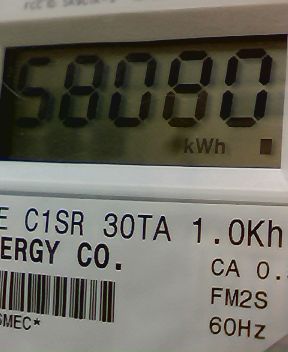 58080
kWh
E C1SR 30TA 1.0Kh
ERGY CO.
CA 0.
FM2S
SMEC*
60Hz